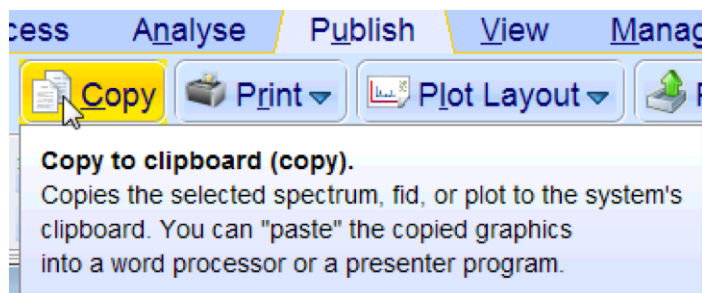 cess Analyse Publish View Manag
Copy Print Plot Layout P
Copy to clipboard (copy).
Copies the selected spectrum, fid, or plot to the system's
clipboard. You can "paste" the copied graphics
into a word processor or a presenter program.